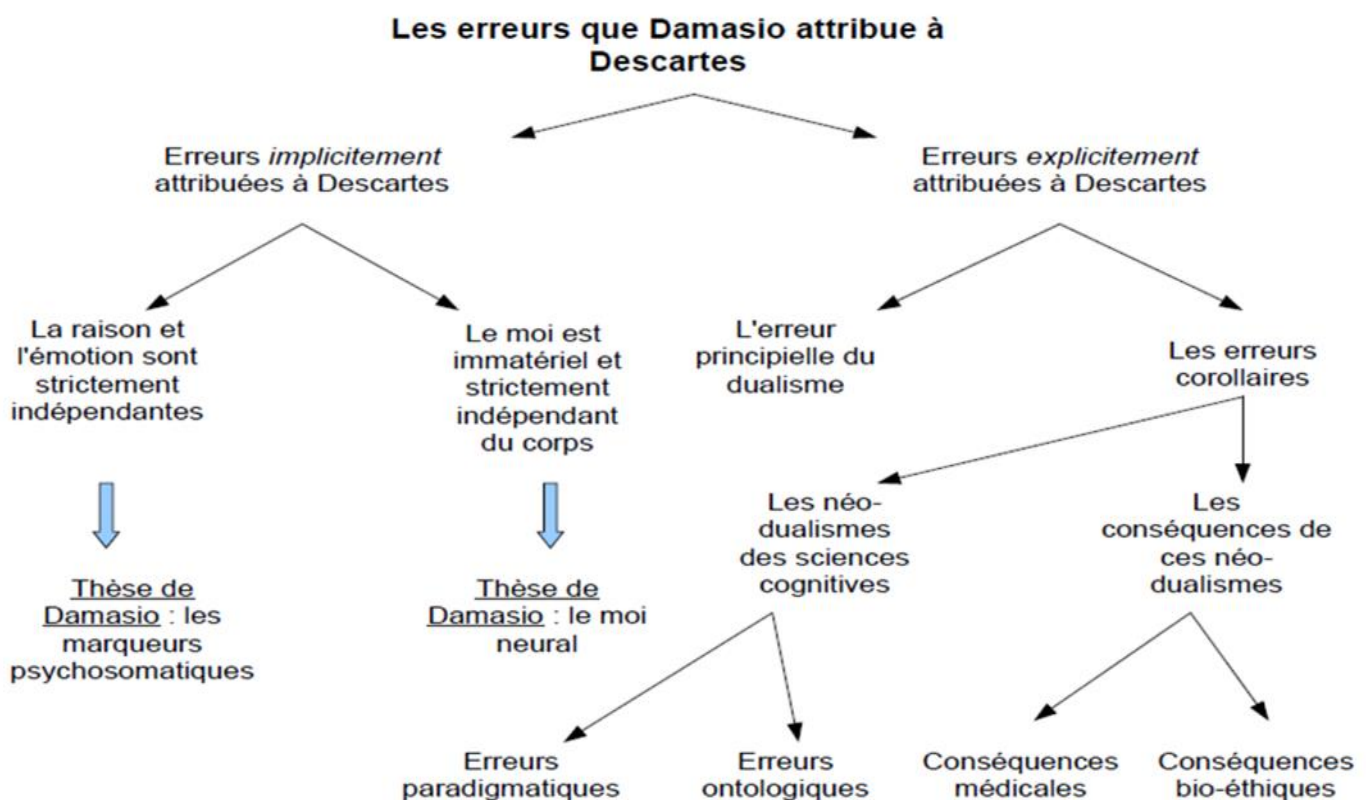 Les erreurs que Damasio attribue à
Descartes
Erreurs implicitement
attribuées à Descartes
Erreurs explicitement
attribuées à Descartes
La raison et
l'émotion sont
strictement
indépendantes
Le moi est
immatériel et
strictement
indépendant
du corps
L'erreur
principielle du
dualisme
Les erreurs
corollaires
Thèse de
Damasio : les
marqueurs
psychosomatiques
Thèse de
Damasio : le moi
neural
Les néo-
dualismes
des sciences
cognitives
Les
conséquences de
ces néo-
dualismes
Erreurs
paradigmatiques
Erreurs
ontologiques
Conséquences
médicales
Conséquences
bio-éthiques